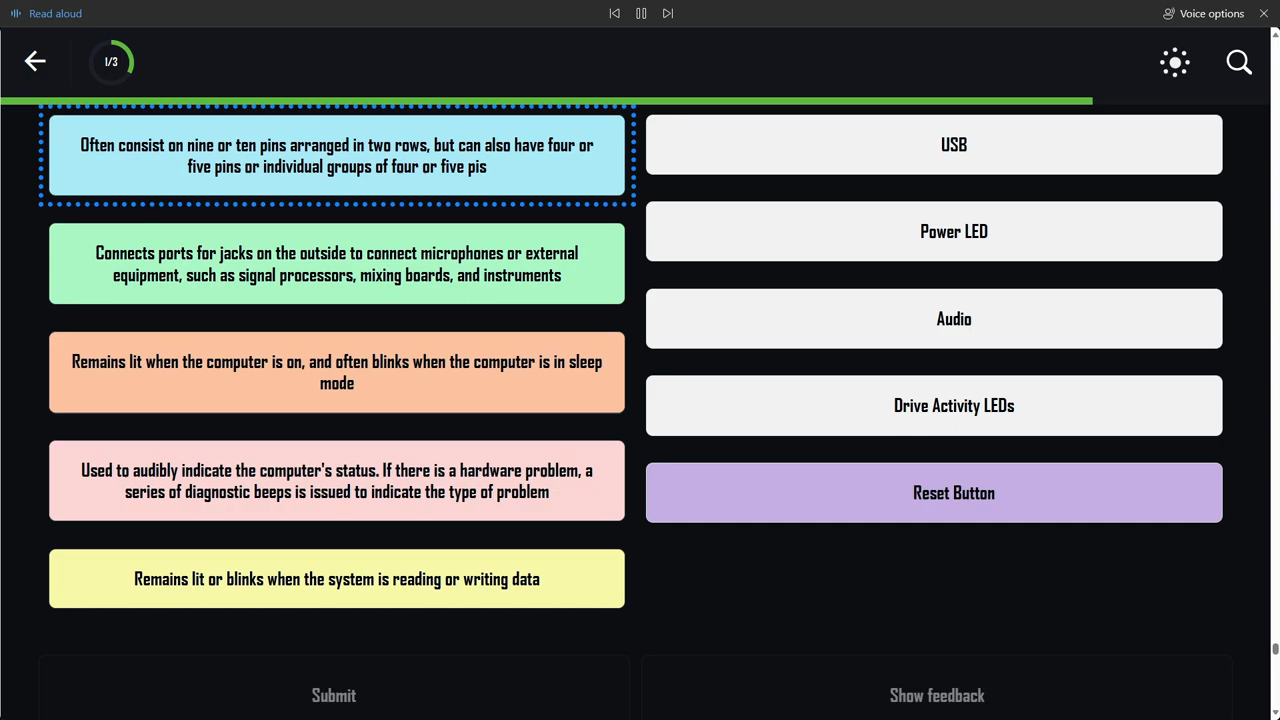 Read aloud
Voice options
1/3
Often consist on nine or ten pins arranged in two rows, but can also have four or
five pins or individual groups of four or five pis
Connects ports for jacks on the outside to connect microphones or external
equipment, such as signal processors, mixing boards, and instruments
Remains lit when the computer is on, and often blinks when the computer is in sleep
mode
Used to audibly indicate the computer's status. If there is a hardware problem, a
series of diagnostic beeps is issued to indicate the type of problem
Remains lit or blinks when the system is reading or writing data
USB
Power LED
Audio
Drive Activity LEDs
Reset Button
Submit
Show feedback